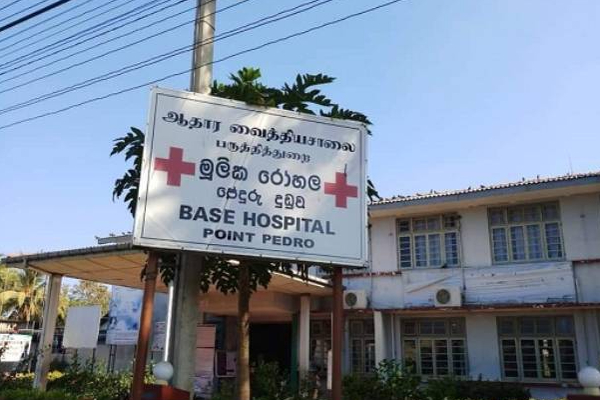 ஆதார வைத்தியசாலை
பருத்தித்துறை
මූලික රෝහල
පේදුරු තුඩුව
BASE HOSPITAL
POINT PEDRO